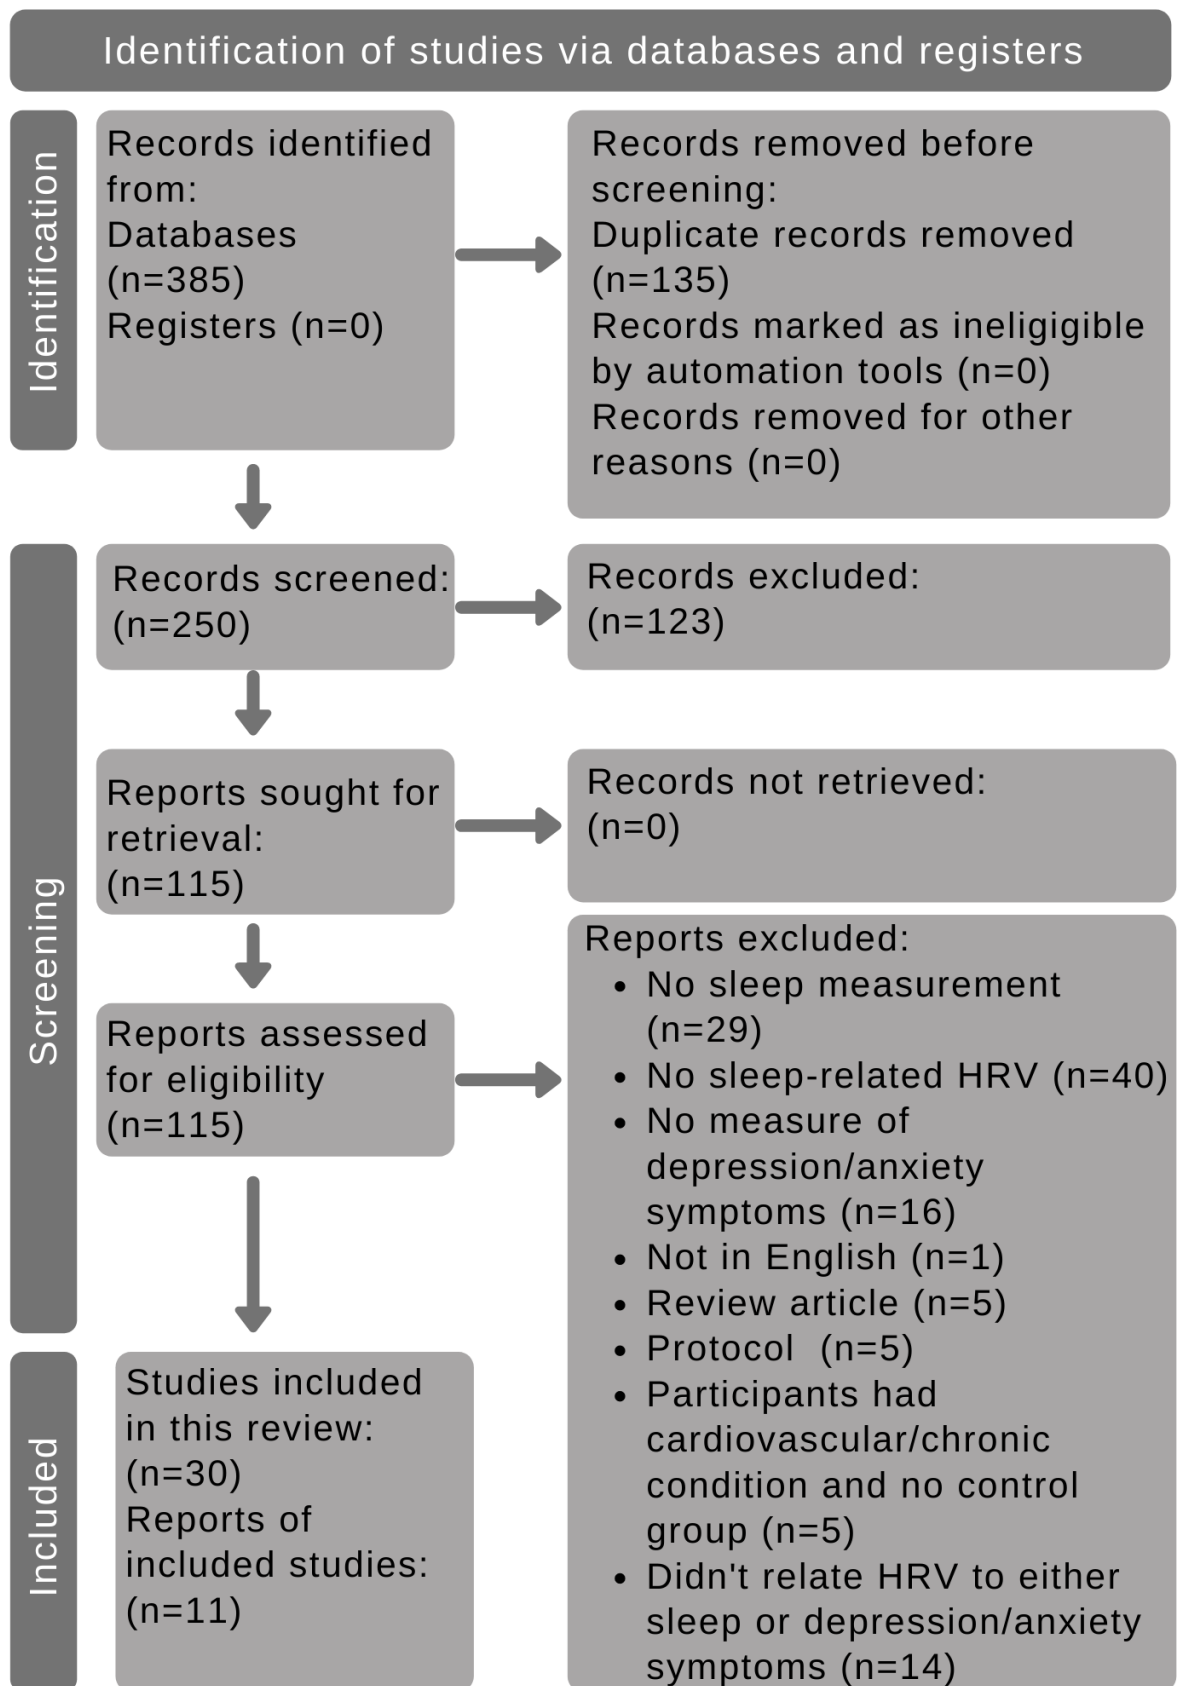 Identification of studies via databases and registers
Identification
Records identified
from:
Databases
(n=385)
Registers (n=0)
Records removed before
screening:
Duplicate records removed
(n=135)
Records marked as ineligigible
by automation tools (n=0)
Records removed for other
reasons (n=0)
Screening
Records screened:
(n=250)
Records excluded:
(n=123)
Reports sought for
retrieval:
(n=115)
Records not retrieved:
(n=0)
Reports assessed
for eligibility
(n=115)
Reports excluded:
• No sleep measurement
(n=29)
• No sleep-related HRV (n=40)
• No measure of
depression/anxiety
symptoms (n=16)
• Not in English (n=1)
• Review article (n=5)
• Protocol  (n=5)
• Participants had
cardiovascular/chronic
condition and no control
group (n=5)
• Didn't relate HRV to either
sleep or depression/anxiety
symptoms (n=14)
Included
Studies included
in this review:
(n=30)
Reports of
included studies:
(n=11)